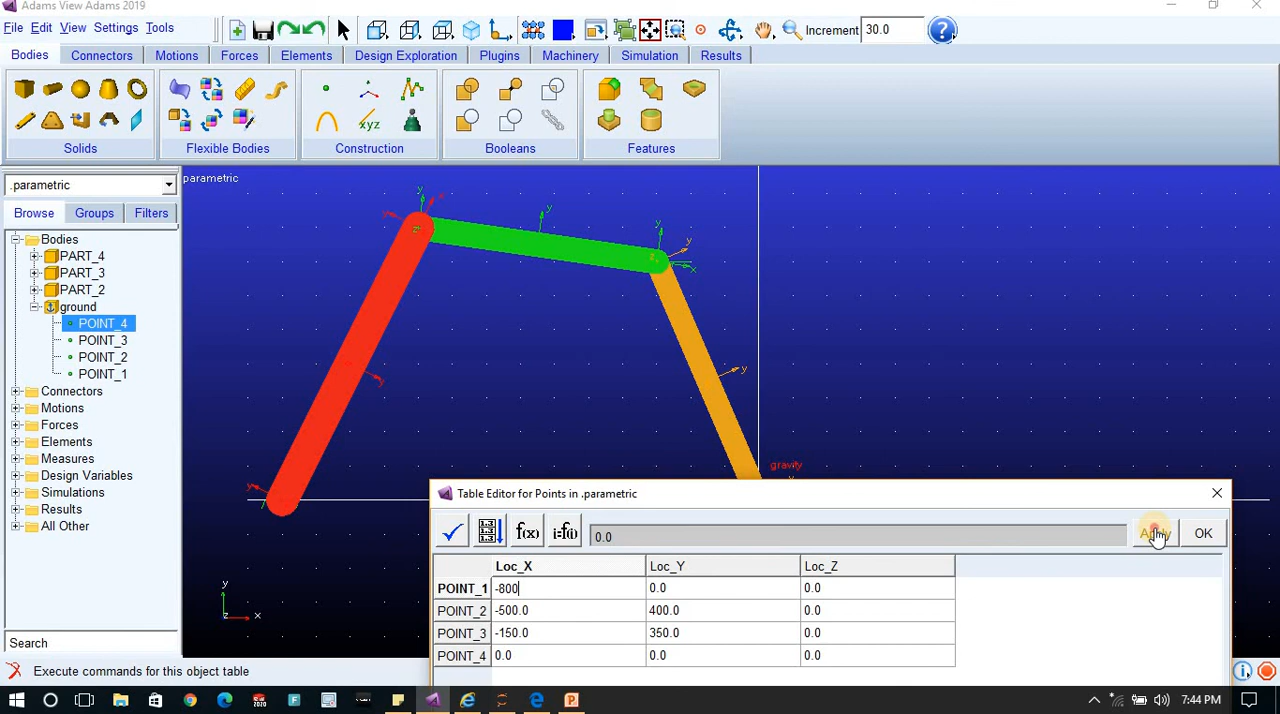 Adams View Adams 2019
File Edit View Settings Tools
Increment 30.0
Bodies Connectors Motions Forces Elements Design Exploration Plugins Machinery Simulation Results
xyz
Solids Flexible Bodies Construction Booleans Features
.parametric
Browse Groups Filters
Bodies
PART_4
PART_3
PART_2
ground
POINT_4
POINT_3
POINT_2
POINT_1
Connectors
Motions
Forces
Elements
Measures
Design Variables
Simulations
Results
All Other
Search
parametric
y x
y y
y
z
y
y
z x
y
y
y
gravity
y
z x
Table Editor for Points in .parametric
f(x) i=f(i) 0.0 Apply OK
Loc_X Loc_Y Loc_Z
POINT_1 -800 0.0 0.0
POINT_2 -500.0 400.0 0.0
POINT_3 -150.0 350.0 0.0
POINT_4 0.0 0.0 0.0
Execute commands for this object table
7:44 PM